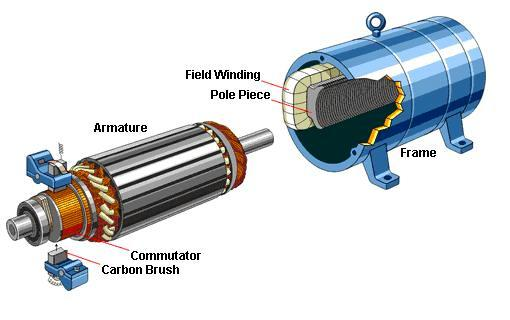 Field Winding
Pole Piece
Armature
Frame
Commutator
Carbon Brush